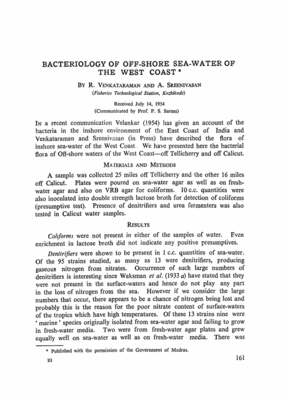 BACTERIOLOGY OF OFF-SHORE SEA-WATER OF
THE WEST COAST *
BY R. VENKATARAMAN AND A. SREENIVASAN
(Fisheries Technological Station, Kozhikode)
Received July 14, 1954
(Communicated by Prof. P. S. Sarma)
IN a recent communication Velankar (1954) has given an account of the
bacteria in the inshore environment of the East Coast of India and
Venkataraman and Sreenivasan (in Press) have described the flora of
inshore sea-water of the West Coast. We have presented here the bacterial
flora of Off-shore waters of the West Coast—off Tellicherry and off Calicut.
MATERIALS AND METHODS
A sample was collected 25 miles off Tellicherry and the other 16 miles
off Calicut. Plates were poured on sea-water agar as well as on fresh-
water agar and also on VRB agar for coliforms. 10 c.c. quantities were
also inoculated into double strength lactose broth for detection of coliforms
(presumptive test). Presence of denitrifiers and urea fermenters was also
tested in Calicut water samples.
RESULTS
Coliforms were not present in either of the samples of water. Even
enrichment in lactose broth did not indicate any positive presumptives.
Denitrifiers were shown to be present in 1 c.c. quantities of sea-water.
Of the 95 strains studied, as many as 13 were denitrifiers, producing
gaseous nitrogen from nitrates. Occurrence of such large numbers of
denitrifiers is interesting since Waksman et al. (1933 a) have stated that they
were not present in the surface-waters and hence do not play any part
in the loss of nitrogen from the sea. However if we consider the large
numbers that occur, there appears to be a chance of nitrogen being lost and
probably this is the reason for the poor nitrate content of surface-waters
of the tropics which have high temperatures. Of these 13 strains nine were
' marine ' species originally isolated from sea-water agar and failing to grow
in fresh-water media. Two were from fresh-water agar plates and grew
equally well on sea-water as well as on fresh-water media. There was
* Published with the permission of the Government of Madras.
161